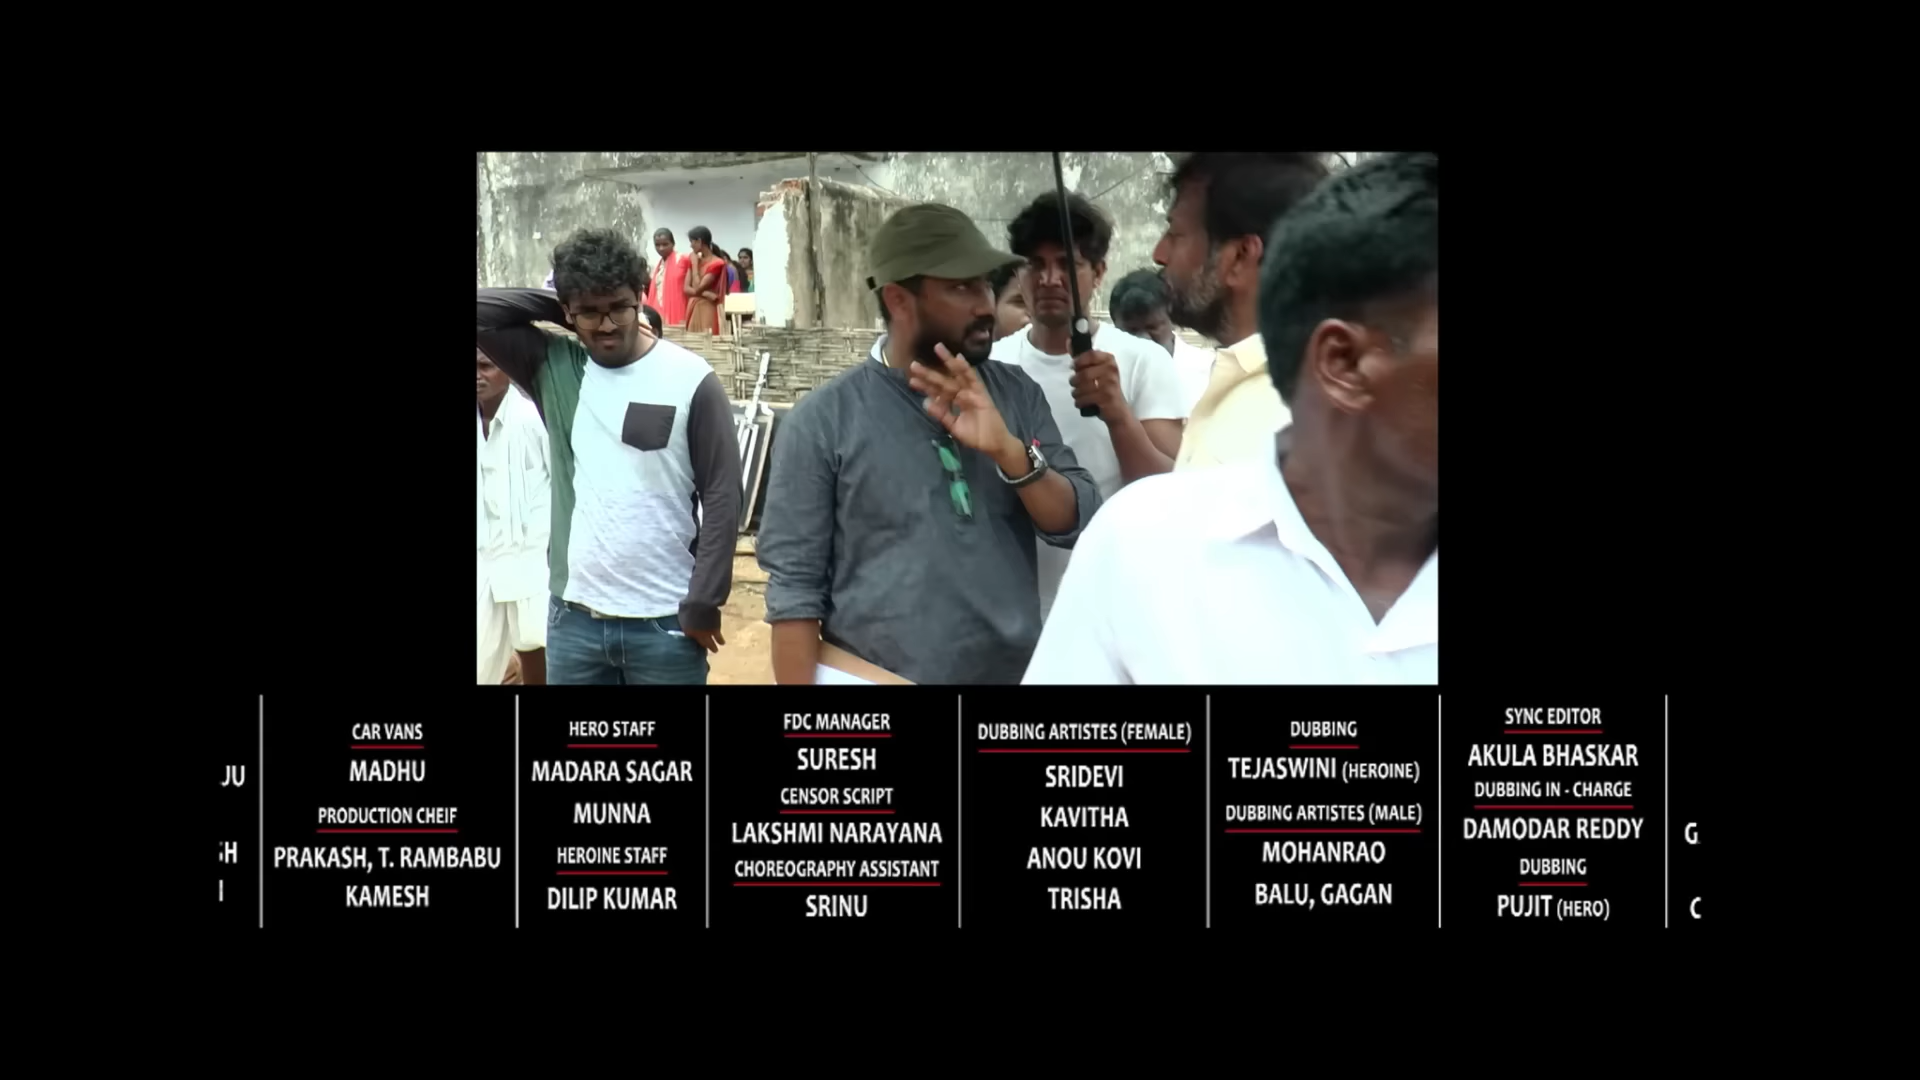 CAR VANS
MADHU
PRODUCTION CHEIF
PRAKASH, T. RAMBABU
KAMESH
HERO STAFF
MADARA SAGAR
MUNNA
HEROINE STAFF
DILIP KUMAR
FDC MANAGER
SURESH
CENSOR SCRIPT
LAKSHMI NARAYANA
CHOREOGRAPHY ASSISTANT
SRINU
DUBBING ARTISTES (FEMALE)
SRIDEVI
KAVITHA
ANOU KOVI
TRISHA
DUBBING
TEJASWINI (HEROINE)
DUBBING ARTISTES (MALE)
MOHANRAO
BALU, GAGAN
SYNC EDITOR
AKULA BHASKAR
DUBBING IN - CHARGE
DAMODAR REDDY
DUBBING
PUJIT (HERO)